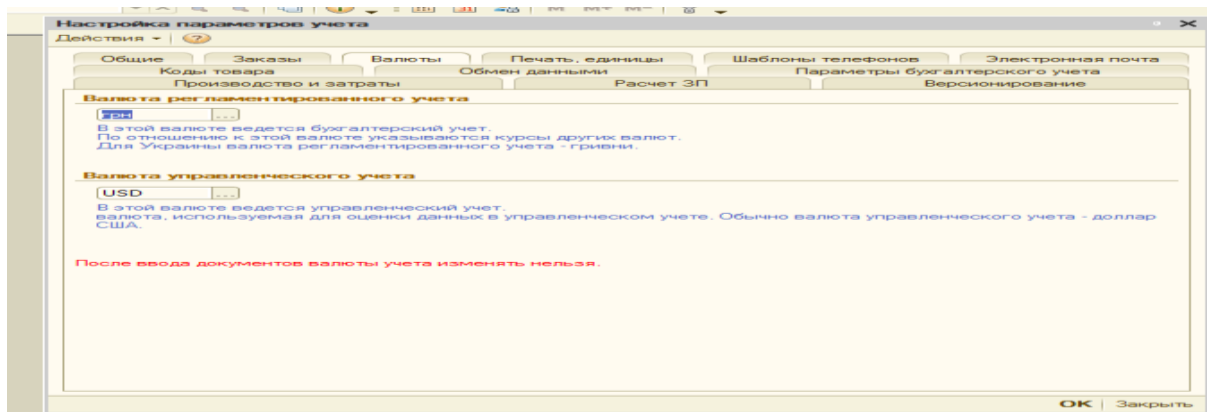 Настройка параметров учета
Действия
Общие Заказы Валюты Печать, единицы Шаблоны телефонов Электронная почта
Коды товара Обмен данными Параметры бухгалтерского учета
Производство и затраты Расчет ЗП Версионирование
Валюта регламентированного учета
грн ...
В этой валюте ведется бухгалтерский учет.
По отношению к этой валюте указываются курсы других валют.
Для Украины валюта регламентированного учета - гривни.
Валюта управленческого учета
USD ...
В этой валюте ведется управленческий учет.
валюта, используемая для оценки данных в управленческом учете. Обычно валюта управленческого учета - доллар
США.
После ввода документов валюты учета изменять нельзя.
OK Закрыть